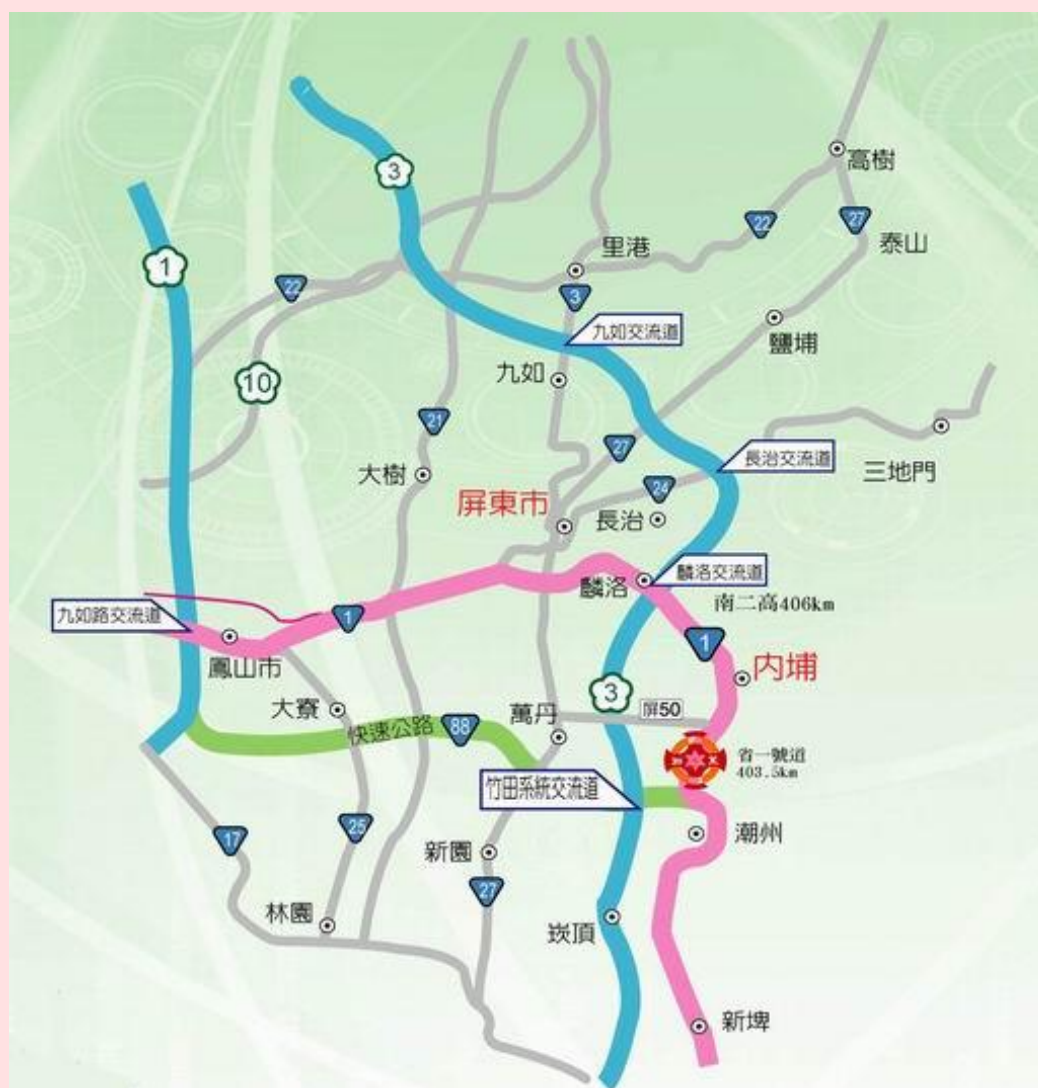 高樹
3
22
27
泰山
里港
1
22
3
九如交流道
鹽埔
九如
10
21
27
長治交流道
大樹
三地門
屏東市
24
長治
麟洛
麟洛交流道
南二高406km
九如路交流道
1
1
鳳山市
内埔
3
大寮
屏50
萬丹
快速公路
88
省一號道
403.5km
竹田系統交流道
17
25
新園
潮州
27
林園
崁頂
新埤